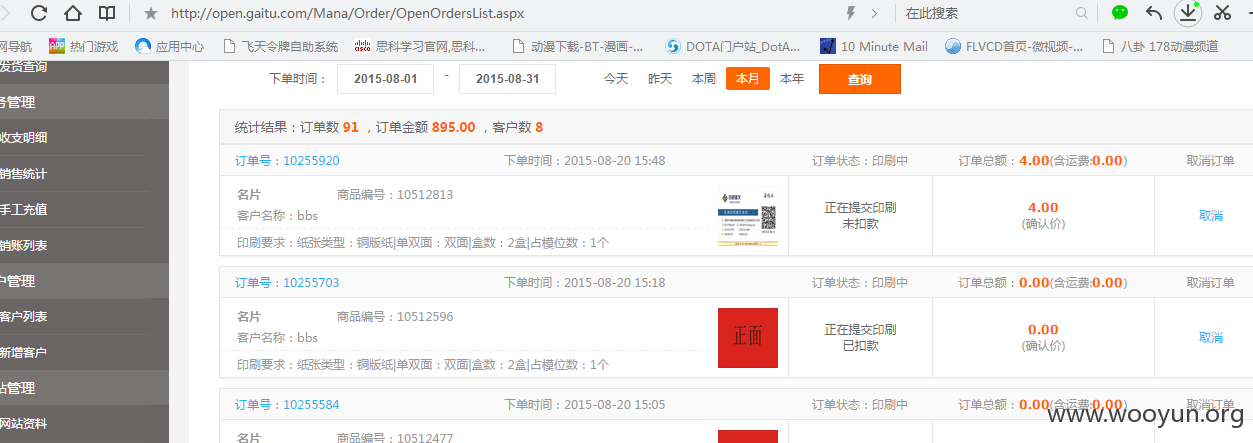 http://open.gaitu.com/Mana/Order/OpenOrdersList.aspx 在此搜索
网导航 热门游戏 应用中心 飞天令牌自助系统 思科学习官网,思科... 动漫下载-BT-漫画-... DOTA门户站_DotA... 10 Minute Mail FLVCD首页-微视频-... 八卦 178动漫频道
发货查询
务管理
收支明细
销售统计
手工充值
销账列表
户管理
客户列表
新增客户
站管理
网站资料
下单时间： 2015-08-01 - 2015-08-31 今天 昨天 本周 本月 本年 查询
统计结果：订单数 91 ，订单金额 895.00 ，客户数 8
订单号：10255920 下单时间：2015-08-20 15:48 订单状态：印刷中 订单总额：4.00(含运费:0.00) 取消订单
名片 商品编号：10512813
客户名称：bbs
印刷要求：纸张类型：铜版纸|单双面：双面|盒数：2盒|占模位数：1个
正在提交印刷
未扣款
4.00
(确认价)
取消
订单号：10255703 下单时间：2015-08-20 15:18 订单状态：印刷中 订单总额：0.00(含运费:0.00) 取消订单
名片 商品编号：10512596
客户名称：bbs
印刷要求：纸张类型：铜版纸|单双面：双面|盒数：2盒|占模位数：1个
正面
正在提交印刷
已扣款
0.00
(确认价)
取消
订单号：10255584 下单时间：2015-08-20 15:05 订单状态：印刷中 订单总额：0.00(含运费:0.00) 取消订单
名片 商品编号：10512477
www.wooyun.org